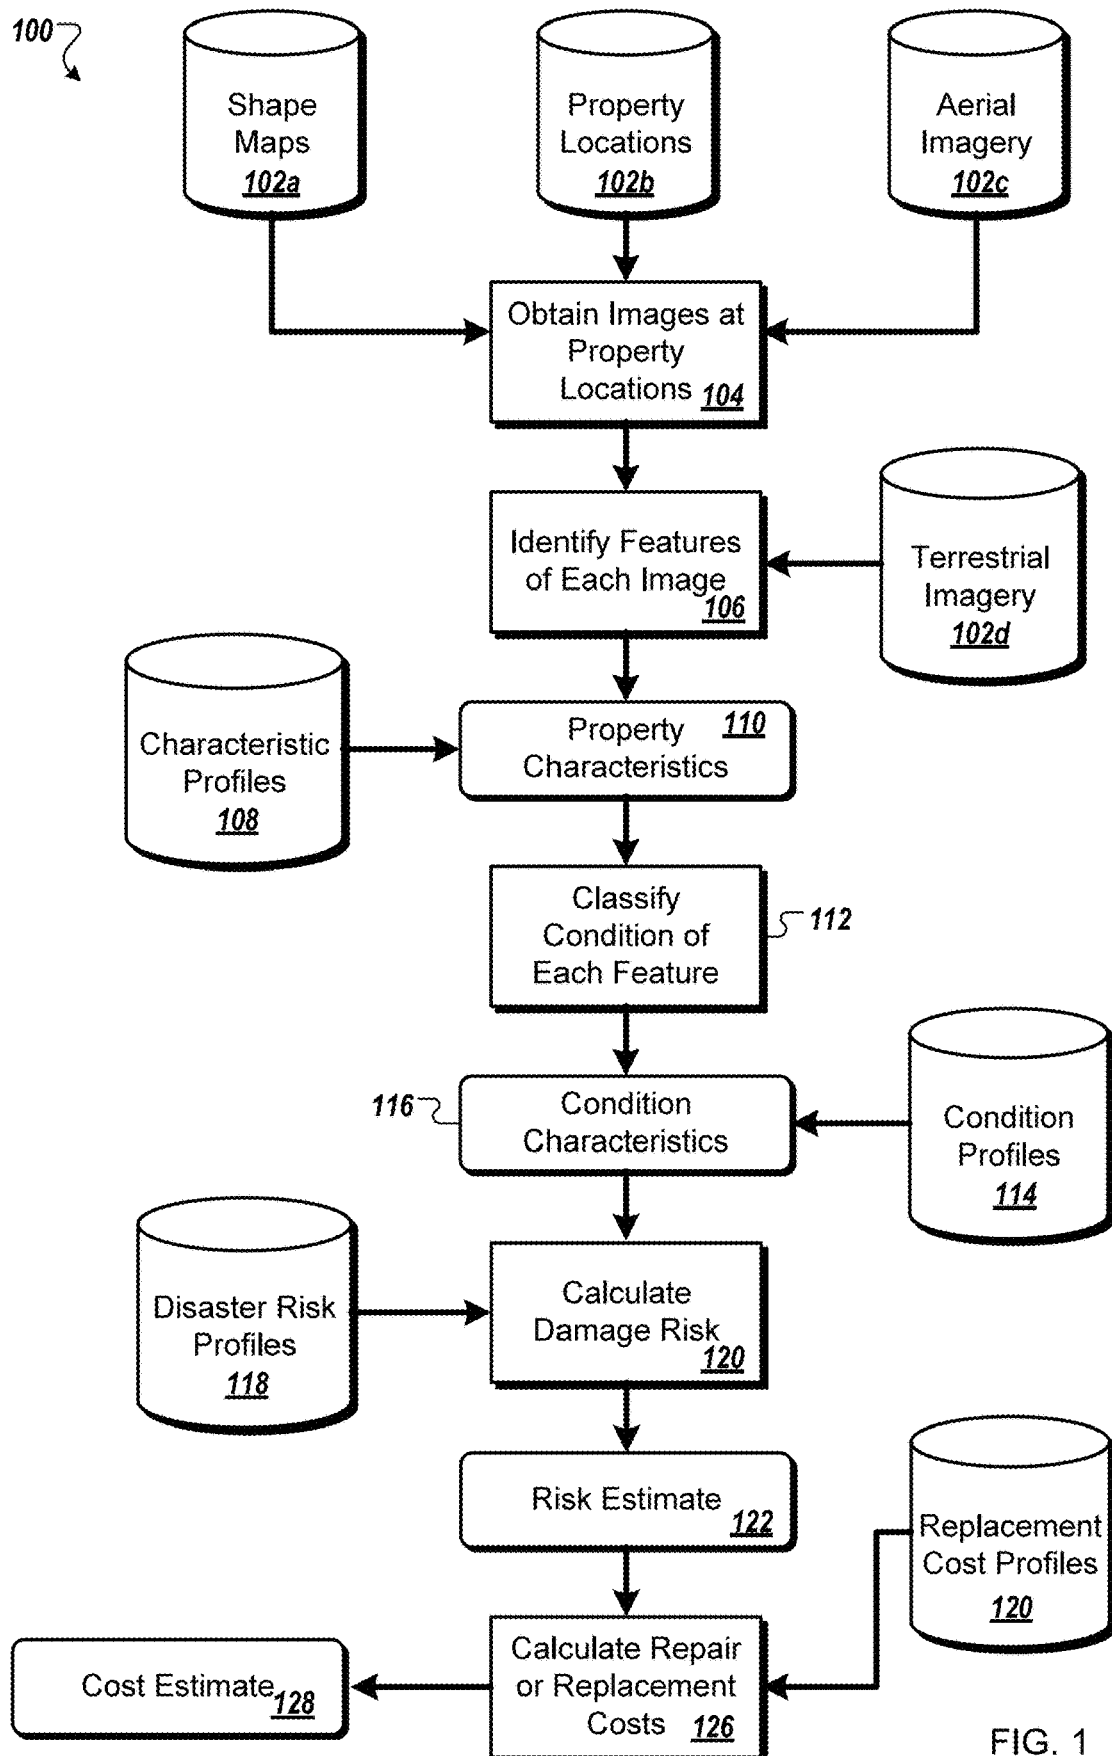 100
Shape
Maps
102a
Property
Locations
102b
Aerial
Imagery
102c
Obtain Images at
Property
Locations
104
Identify Features
of Each Image
106
Terrestrial
Imagery
102d
Characteristic
Profiles
108
110
Property
Characteristics
Classify
Condition of
Each Feature
112
116
Condition
Characteristics
Condition
Profiles
114
Disaster Risk
Profiles
118
Calculate
Damage Risk
120
Risk Estimate
122
Replacement
Cost Profiles
120
Calculate Repair
or Replacement
Costs
126
Cost Estimate
128
FIG. 1